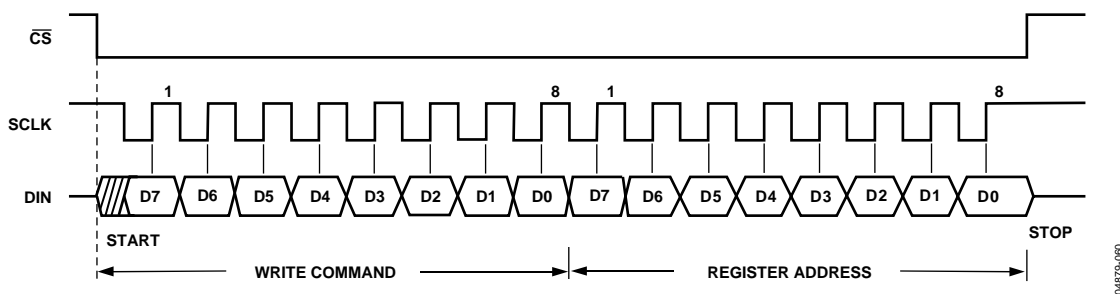 CS
1 8 1 8
SCLK
DIN D7 D6 D5 D4 D3 D2 D1 D0 D7 D6 D5 D4 D3 D2 D1 D0
START STOP
WRITE COMMAND REGISTER ADDRESS
04879-060